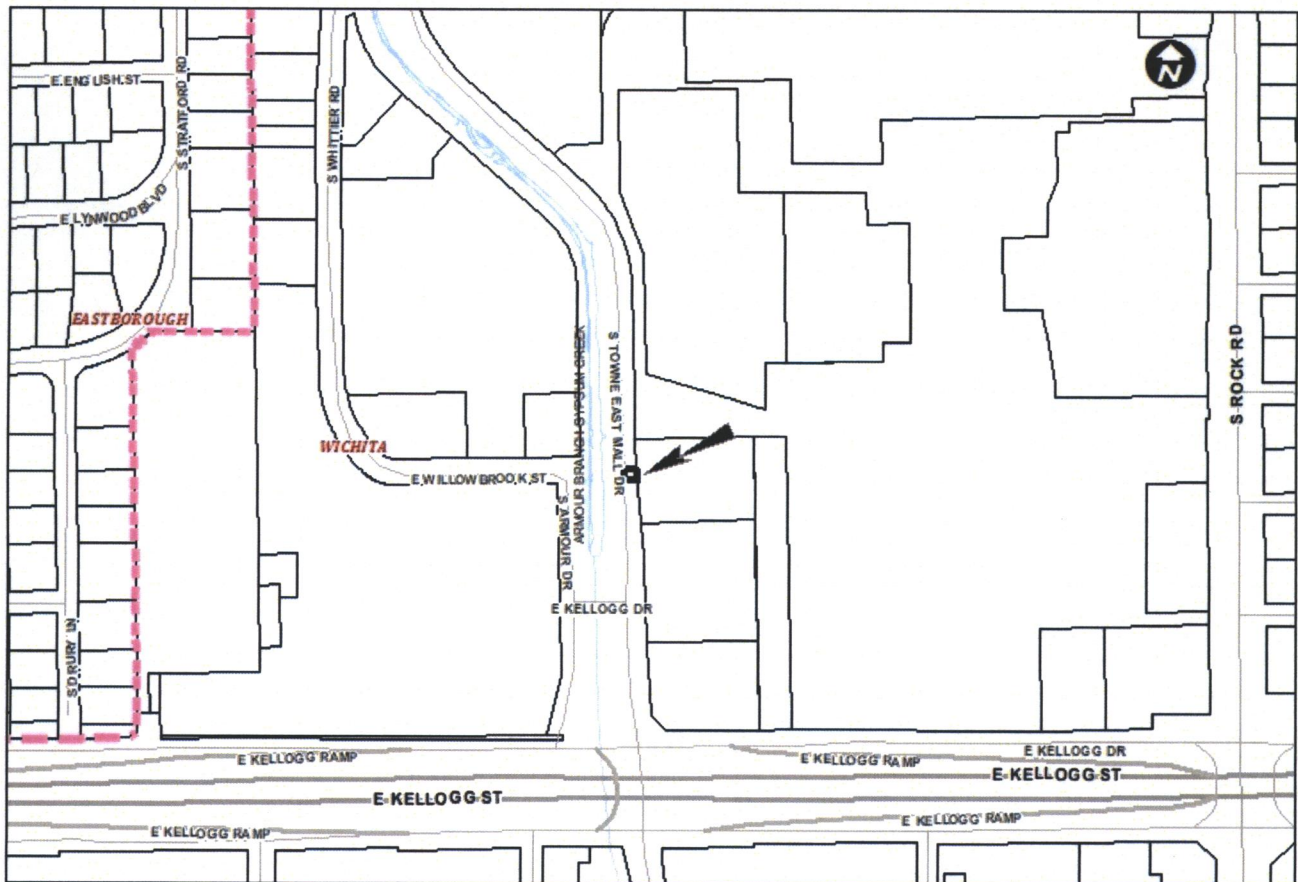 N
E ENGLISH ST
S STRATFORD RD
S WHITTIER RD
E LYNWOOD BLVD
EASTBOROUGH
ARMOUR BRANCH GYPSUM CREEK
S TOWNE EAST MALL DR
S ROCK RD
WICHITA
E WILLOWBROOK ST
S ARMOUR DR
E KELLOGG DR
S DRURY LN
E KELLOGG RAMP
E KELLOGG RAMP
E KELLOGG DR
E KELLOGG ST
E KELLOGG ST
E KELLOGG RAMP
E KELLOGG RAMP